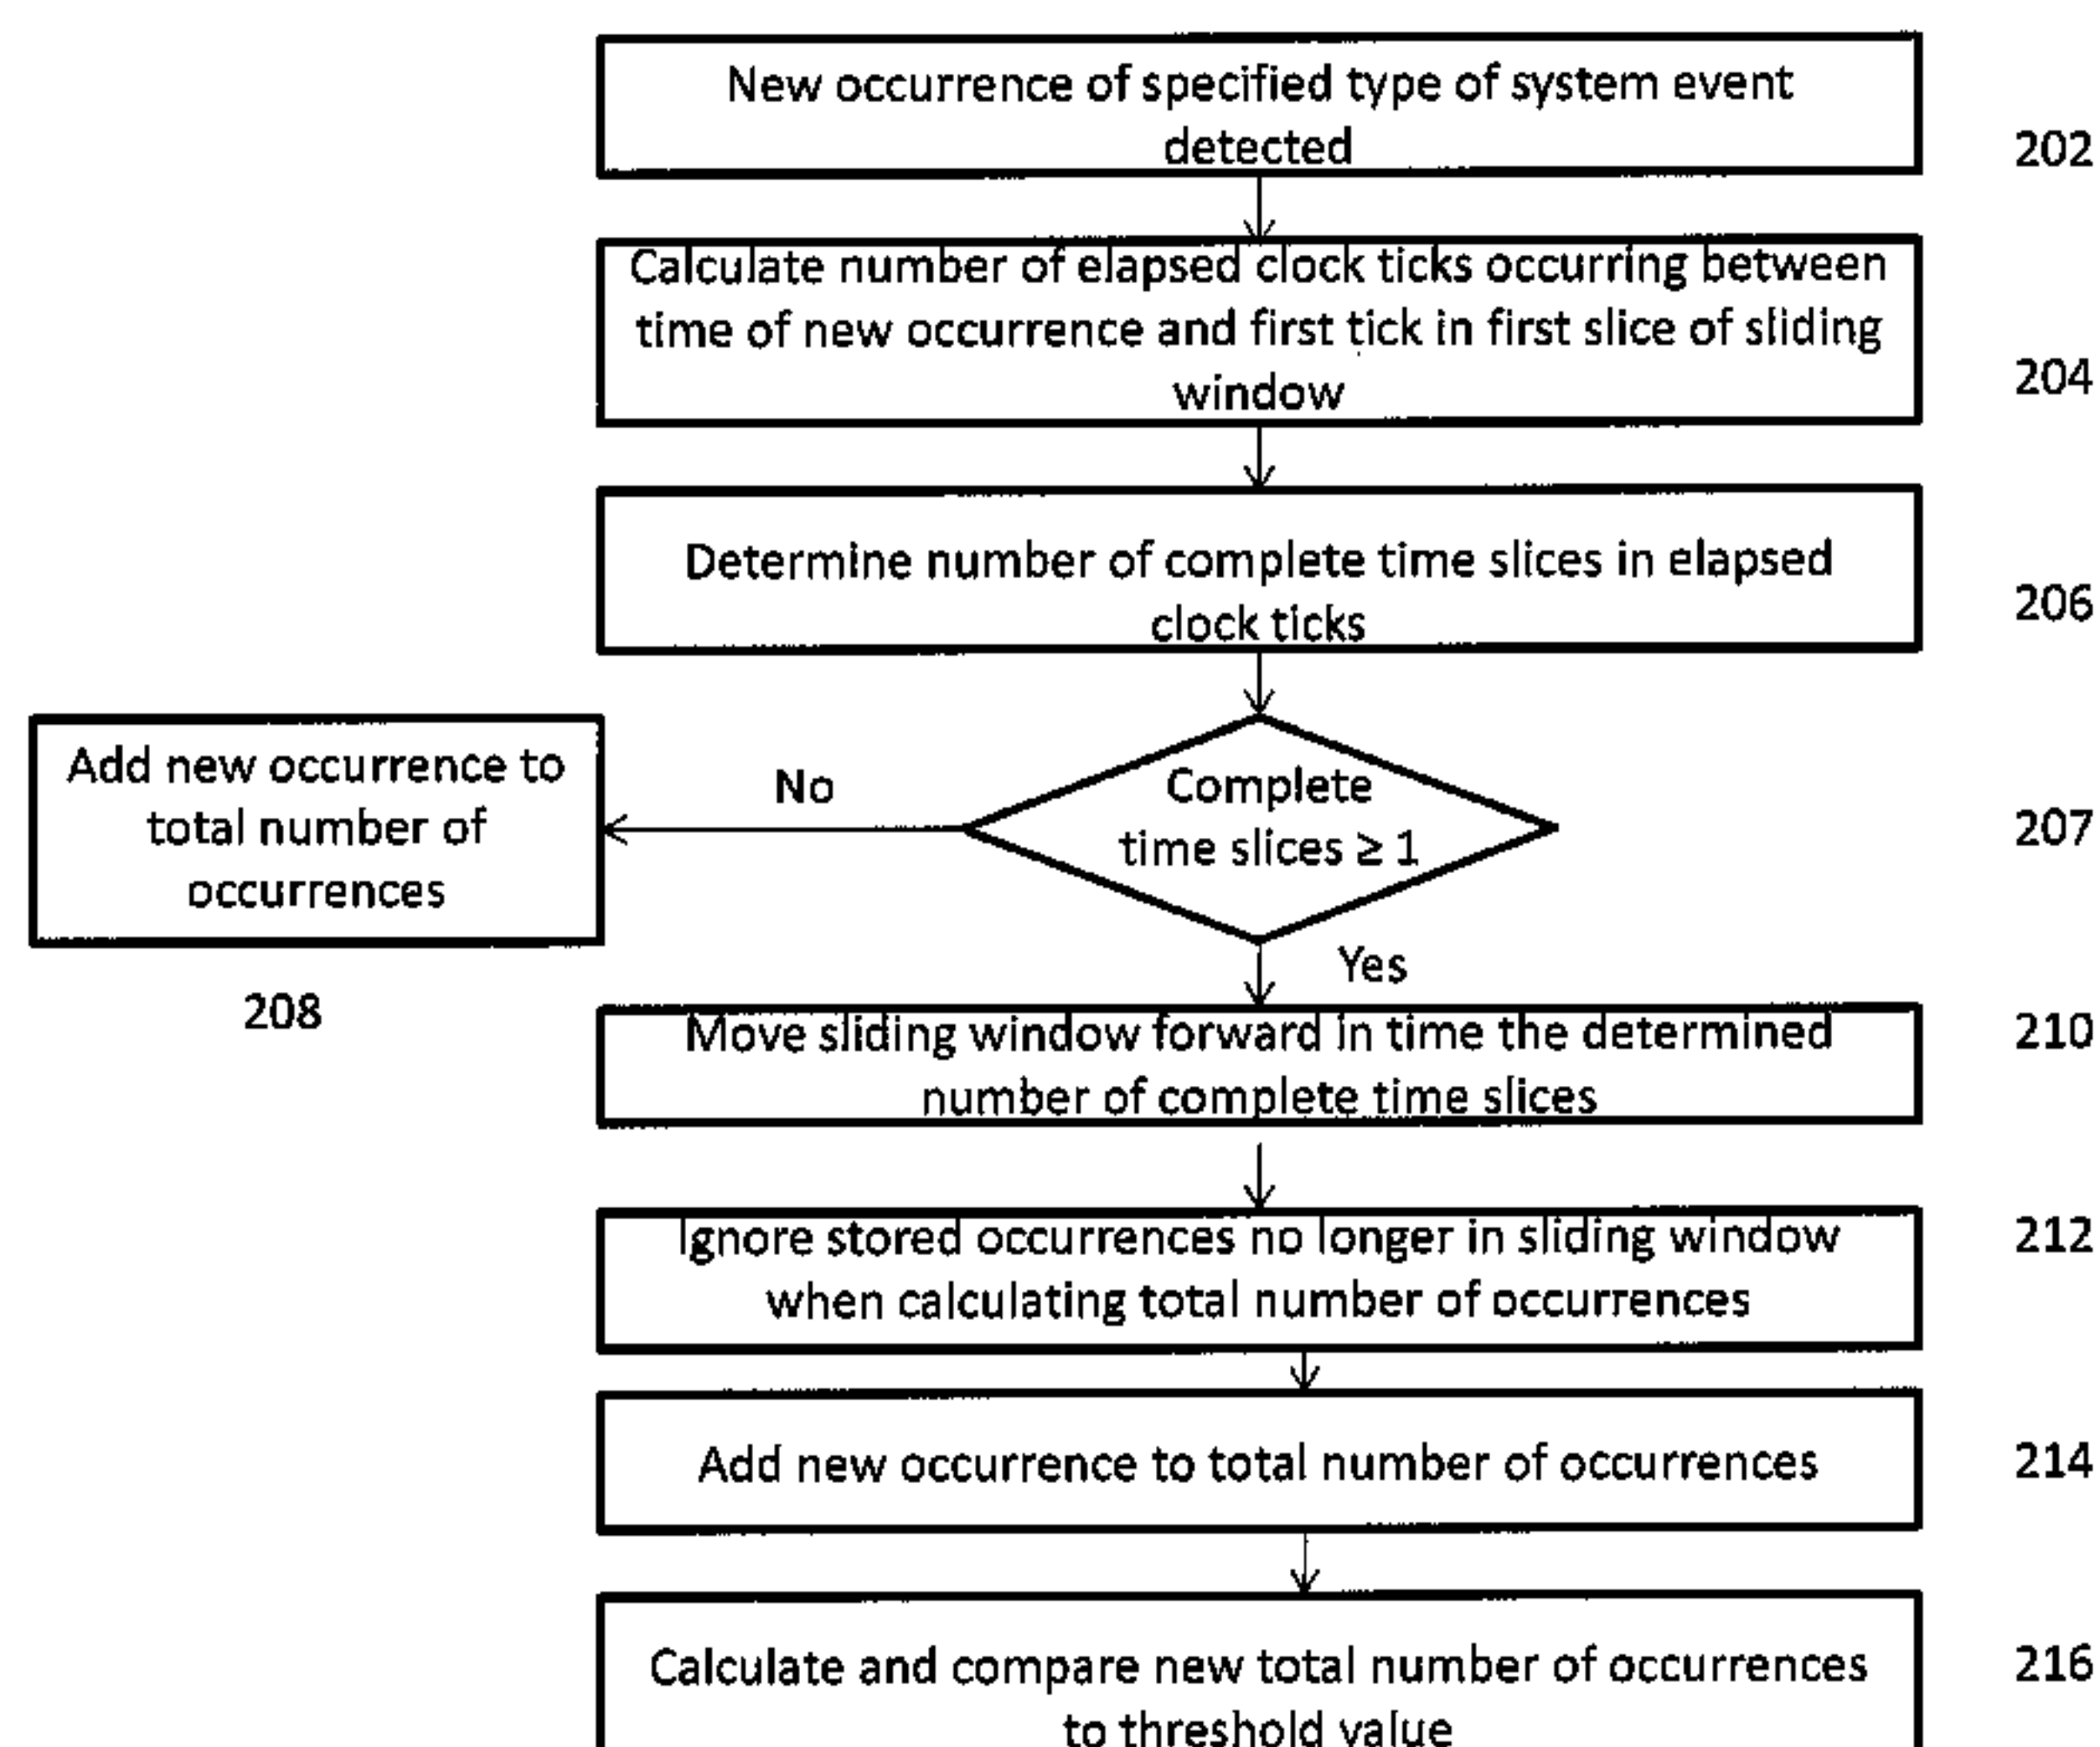 New occurrence of specified type of system event
detected
202
Calculate number of elapsed clock ticks occurring between
time of new occurrence and first tick in first slice of sliding
window
204
Determine number of complete time slices in elapsed
clock ticks
206
Add new occurrence to
total number of
occurrences
208
No
Complete
time slices ≥ 1
207
Yes
Move sliding window forward in time the determined
number of complete time slices
210
Ignore stored occurrences no longer in sliding window
when calculating total number of occurrences
212
Add new occurrence to total number of occurrences
214
Calculate and compare new total number of occurrences
to threshold value
216